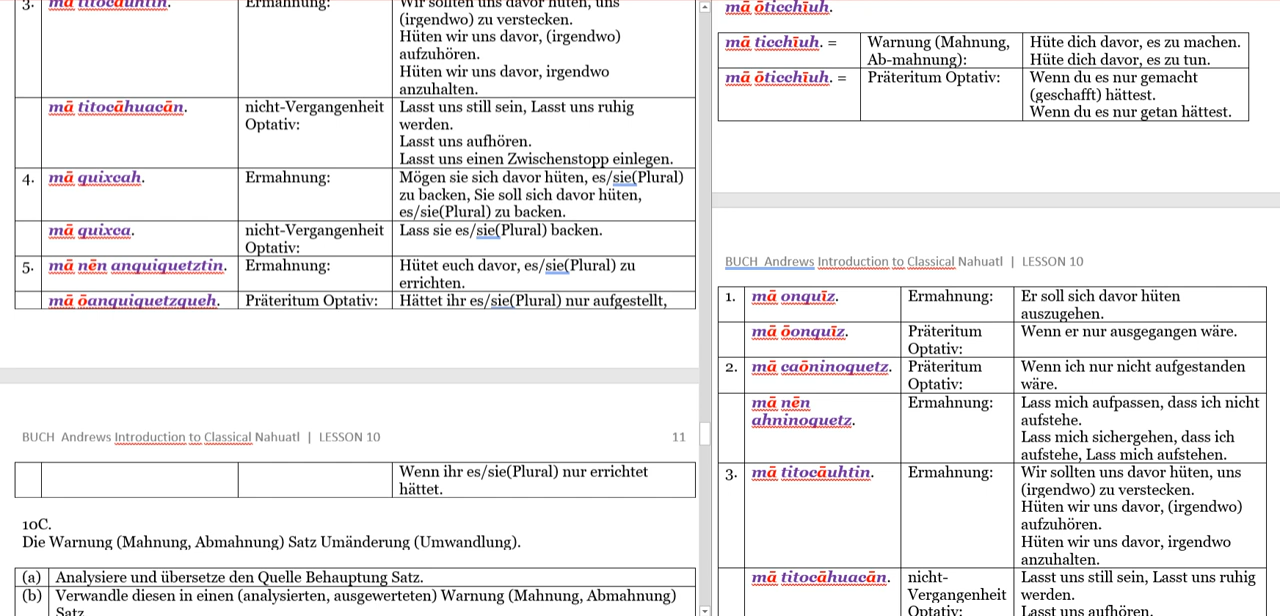 3. mā titocāuhtin. Ermahnung: Wir sollten uns davor hüten, uns
(irgendwo) zu verstecken.
Hüten wir uns davor, (irgendwo)
aufzuhören.
Hüten wir uns davor, irgendwo
anzuhalten.
mā titocāhuacān. nicht-Vergangenheit Lasst uns still sein, Lasst uns ruhig
Optativ: werden.
Lasst uns aufhören.
Lasst uns einen Zwischenstopp einlegen.
4. mā quixcah. Ermahnung: Mögen sie sich davor hüten, es/sie(Plural)
zu backen, Sie soll sich davor hüten,
es/sie(Plural) zu backen.
mā quixca. nicht-Vergangenheit Lass sie es/sie(Plural) backen.
Optativ:
5. mā nēn anquiquetztin. Ermahnung: Hütet euch davor, es/sie(Plural) zu
errichten.
mā ōanquiquetzqueh. Präteritum Optativ: Hättet ihr es/sie(Plural) nur aufgestellt,
BUCH Andrews Introduction to Classical Nahuatl | LESSON 10 11
Wenn ihr es/sie(Plural) nur errichtet
hättet.
10C.
Die Warnung (Mahnung, Abmahnung) Satz Umänderung (Umwandlung).
(a) Analysiere und übersetze den Quelle Behauptung Satz.
(b) Verwandle diesen in einen (analysierten, ausgewerteten) Warnung (Mahnung, Abmahnung)
Satz
mā ōticchīuh.
mā ticchīuh. = Warnung (Mahnung, Hüte dich davor, es zu machen.
Ab-mahnung): Hüte dich davor, es zu tun.
mā ōticchīuh. = Präteritum Optativ: Wenn du es nur gemacht
(geschafft) hättest.
Wenn du es nur getan hättest.
BUCH Andrews Introduction to Classical Nahuatl | LESSON 10
1. mā onquīz. Ermahnung: Er soll sich davor hüten
auszugehen.
mā ōonquīz. Präteritum Wenn er nur ausgegangen wäre.
Optativ:
2. mā caōninoquetz. Präteritum Wenn ich nur nicht aufgestanden
Optativ: wäre.
mā nēn Ermahnung: Lass mich aufpassen, dass ich nicht
ahninoquetz. aufstehe.
Lass mich sichergehen, dass ich
aufstehe, Lass mich aufstehen.
3. mā titocāuhtin. Ermahnung: Wir sollten uns davor hüten, uns
(irgendwo) zu verstecken.
Hüten wir uns davor, (irgendwo)
aufzuhören.
Hüten wir uns davor, irgendwo
anzuhalten.
mā titocāhuacān. nicht- Lasst uns still sein, Lasst uns ruhig
Vergangenheit werden.
Optativ: Lasst uns aufhören.